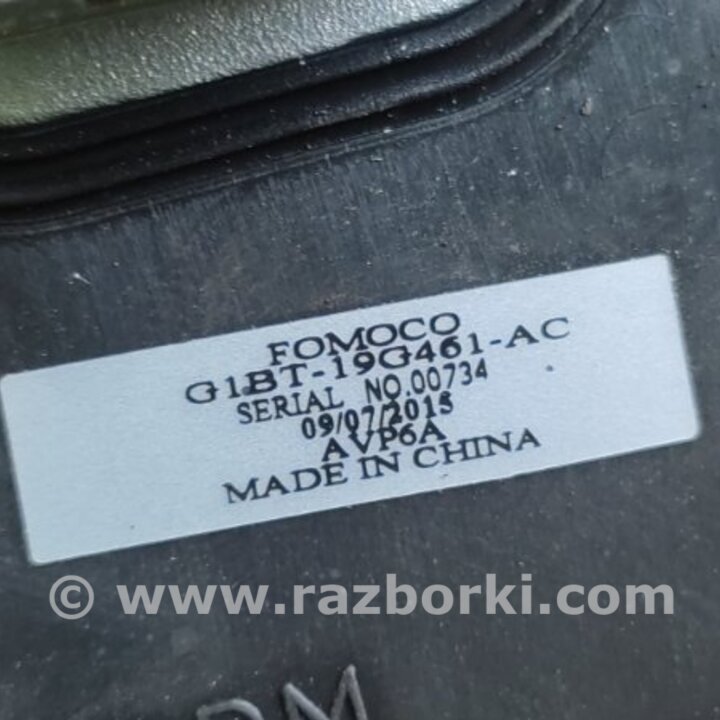 FOMOCO
G1BT-19G461-AC
SERIAL NO.00734
09/07/2015
AVP6A
MADE IN CHINA
© www.razborki.com